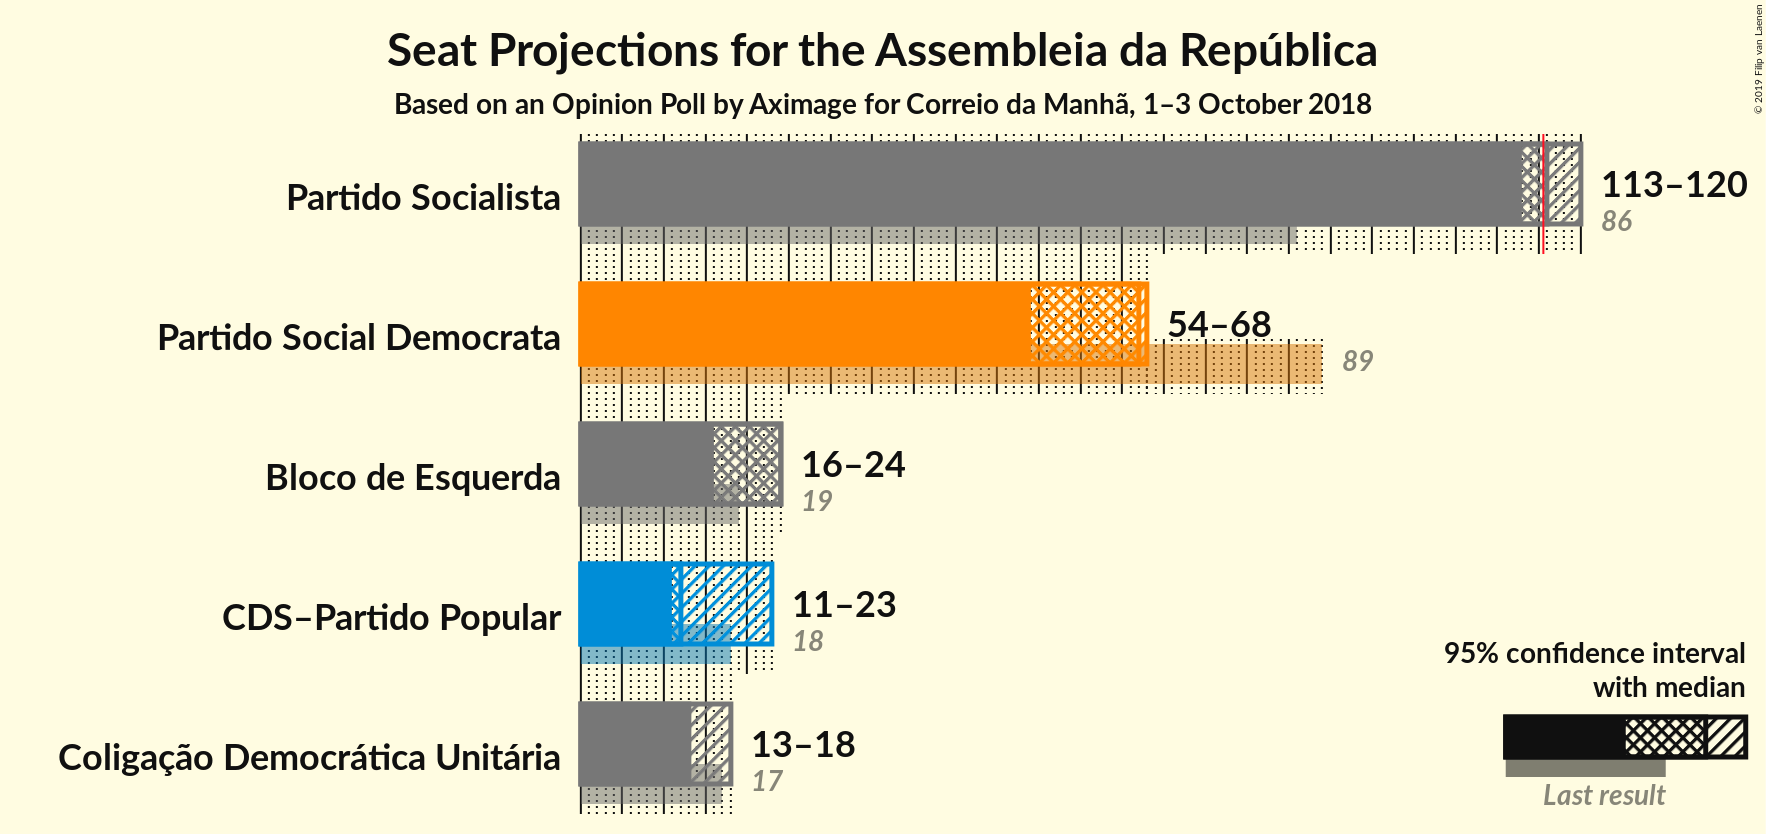 Seat Projections for the Assembleia da República
Based on an Opinion Poll by Aximage for Correio da Manhã, 1–3 October 2018
© 2019 Filip van Laenen
Partido Socialista
113–120
86
Partido Social Democrata
54–68
89
Bloco de Esquerda
16–24
19
CDS–Partido Popular
11–23
18
Coligação Democrática Unitária
13–18
17
95% confidence interval
with median
Last result